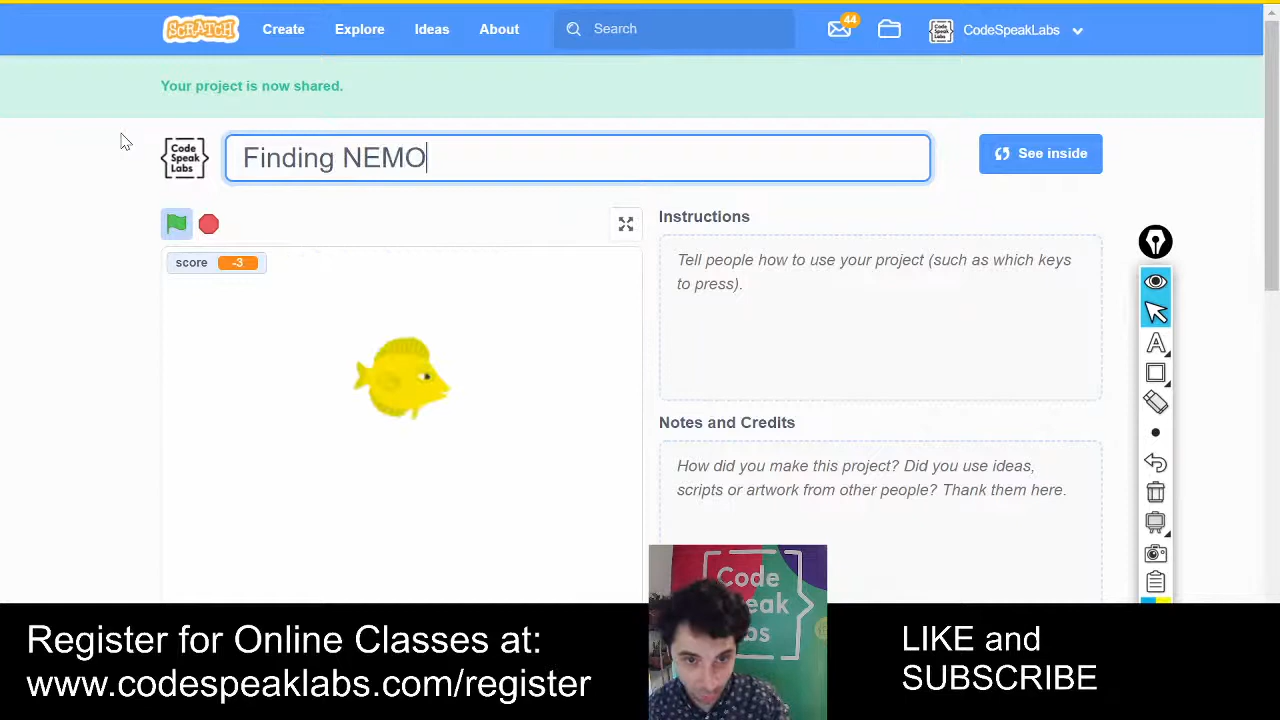 SCRATCH Create Explore Ideas About Search 44 CodeSpeakLabs
Your project is now shared.
Code Speak Labs
Finding NEMO
See inside
score -3
Instructions
Tell people how to use your project (such as which keys
to press).
Notes and Credits
How did you make this project? Did you use ideas,
scripts or artwork from other people? Thank them here.
Code
eak
bs
Register for Online Classes at:
www.codespeaklabs.com/register
LIKE and
SUBSCRIBE